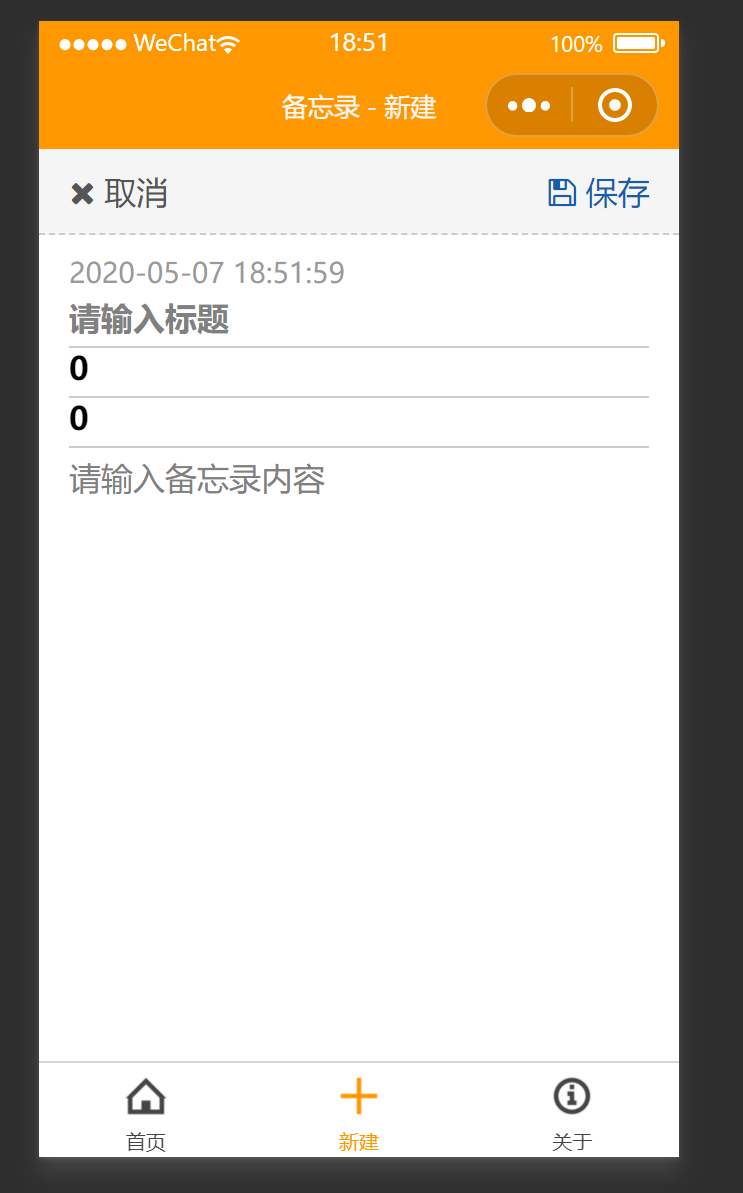 WeChat 18:51 100%
备忘录 - 新建
取消 保存
2020-05-07 18:51:59
请输入标题
0
0
请输入备忘录内容
首页 新建 关于